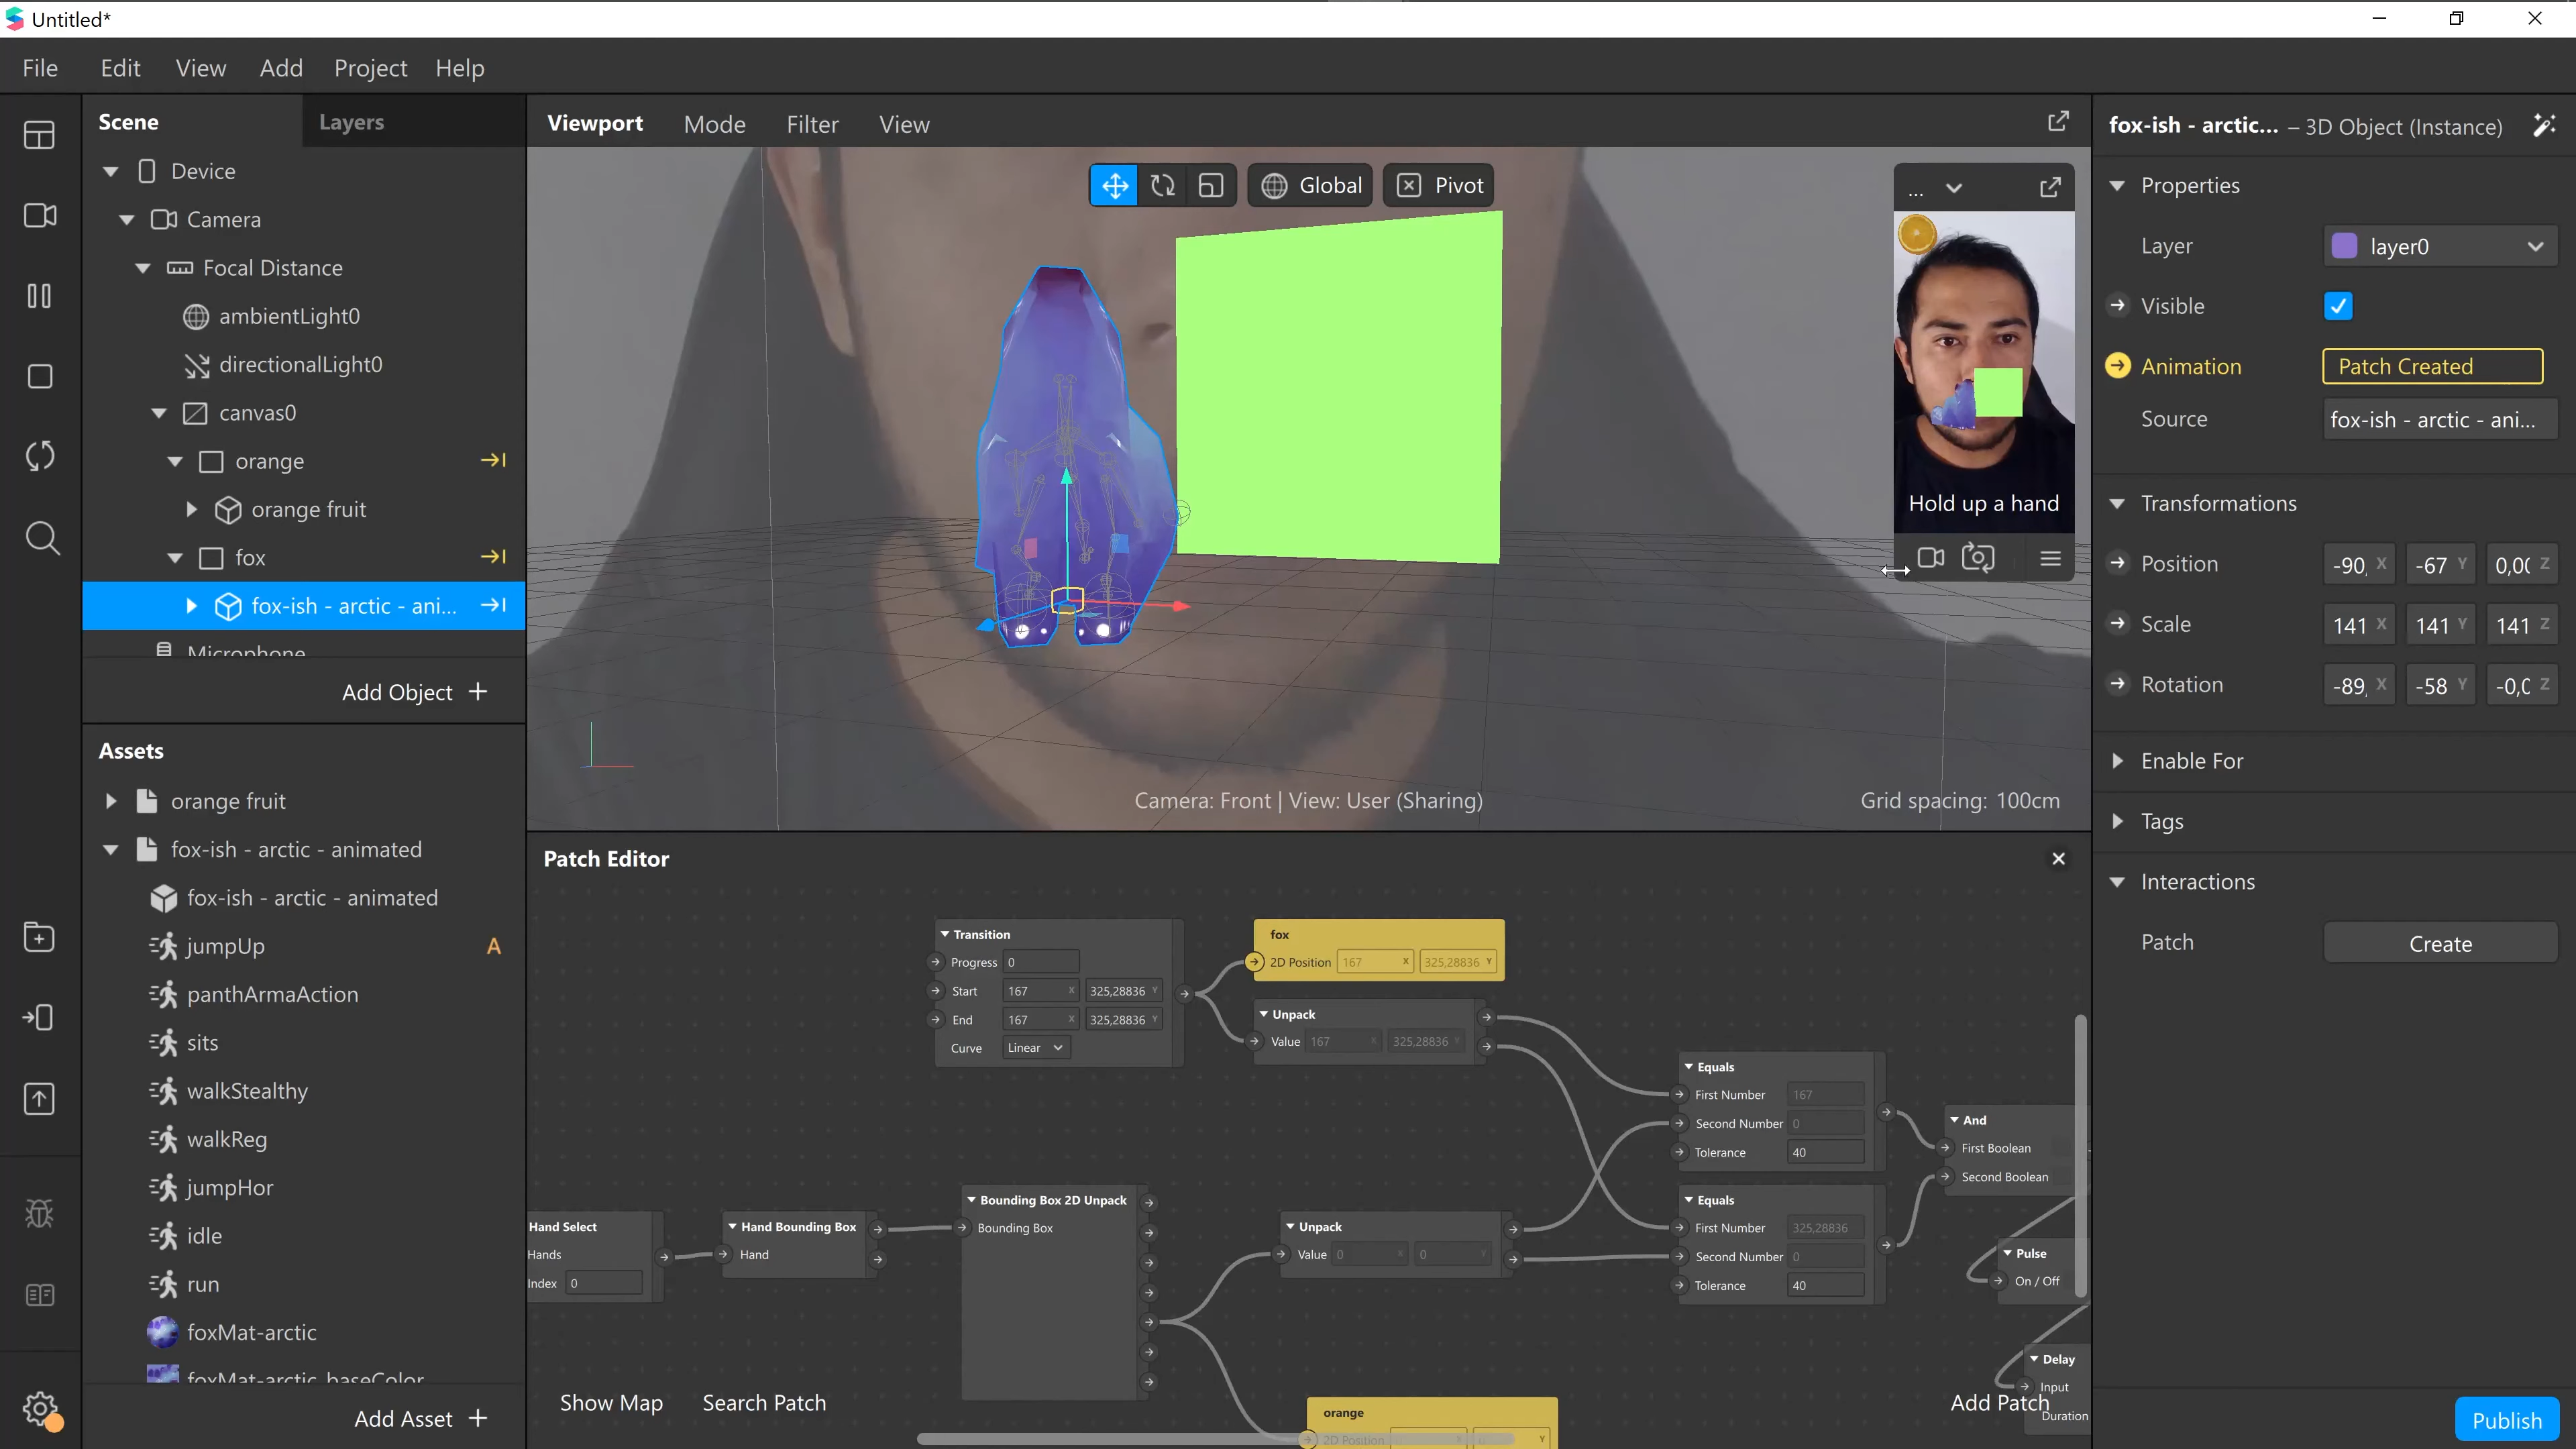 Untitled*
File Edit View Add Project Help
Scene Layers
Device
Camera
Focal Distance
ambientLight0
directionalLight0
canvas0
orange
orange fruit
fox
fox-ish - arctic - ani...
Microphone
Add Object +
Assets
orange fruit
fox-ish - arctic - animated
fox-ish - arctic - animated
jumpUp A
panthArmaAction
sits
walkStealthy
walkReg
jumpHor
idle
run
foxMat-arctic
foxMat-arctic_baseColor
Add Asset +
Viewport Mode Filter View
Global Pivot
...
Hold up a hand
Camera: Front | View: User (Sharing)
Grid spacing: 100cm
Patch Editor
Transition
Progress 0
Start 167 X 325,28836 Y
End 167 X 325,28836 Y
Curve Linear
fox
2D Position 167 X 325,28836 Y
Unpack
Value 167 X 325,28836 Y
Equals
First Number 167
Second Number 0
Tolerance 40
And
First Boolean
Second Boolean
Hand Select
Hands
Index 0
Hand Bounding Box
Hand
Bounding Box 2D Unpack
Bounding Box
Unpack
Value 0 X 0 Y
Equals
First Number 325,28836
Second Number 0
Tolerance 40
Pulse
On / Off
Delay
Input
Duration
orange
2D Position Y
Show Map Search Patch
Add Patch
fox-ish - arctic... – 3D Object (Instance)
Properties
Layer layer0
Visible
Animation Patch Created
Source fox-ish - arctic - ani...
Transformations
Position -90, X -67 Y 0,00 Z
Scale 141 X 141 Y 141 Z
Rotation -89, X -58 Y -0,0 Z
Enable For
Tags
Interactions
Patch Create
Publish